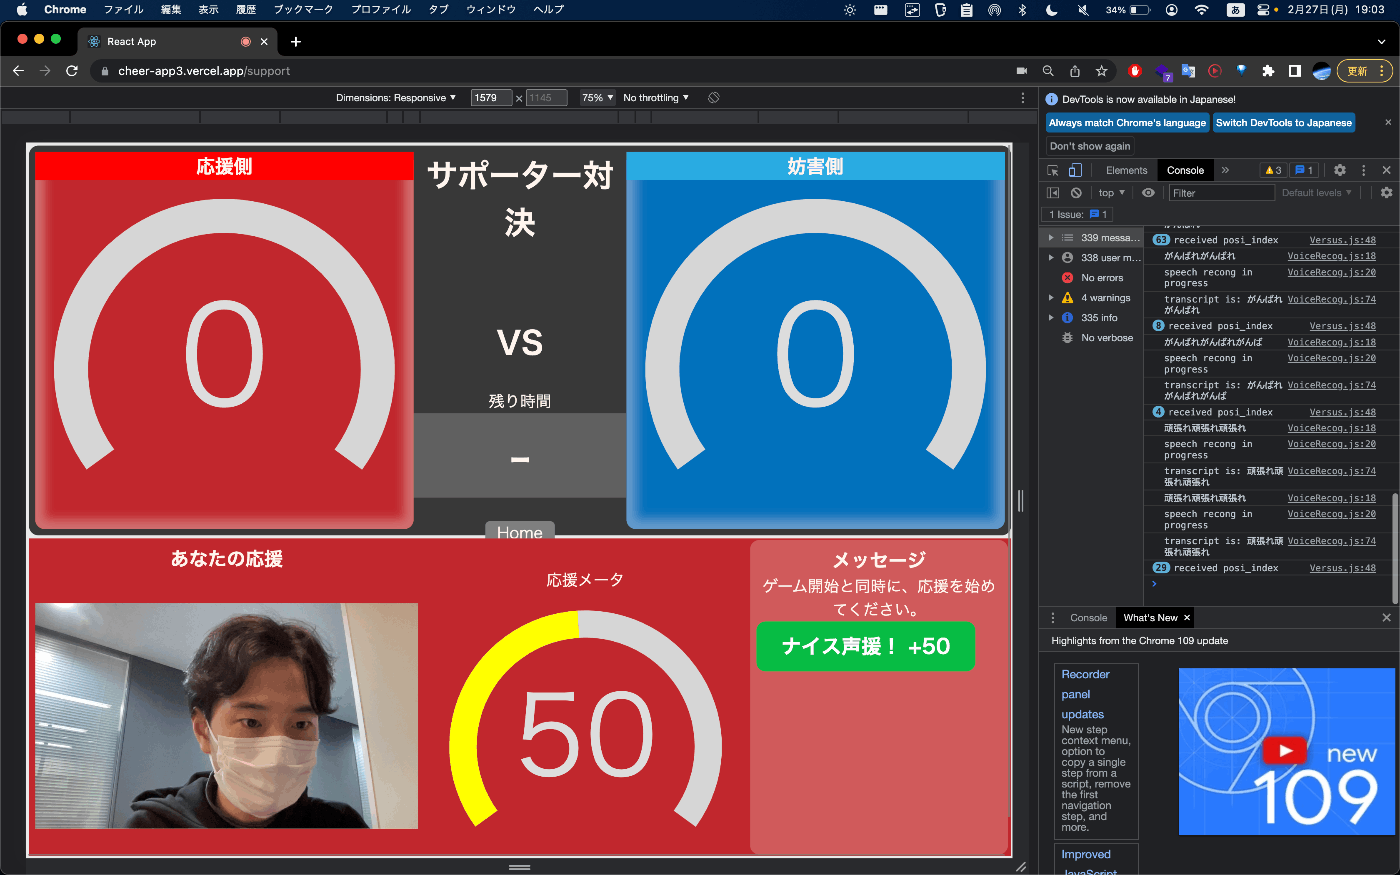 Chrome ファイル 編集 表示 履歴 ブックマーク プロファイル タブ ウィンドウ ヘルプ 34% あ 2月27日(月) 19:03
React App
cheer-app3.vercel.app/support 7 更新
Dimensions: Responsive 1579 × 1145 75% No throttling
DevTools is now available in Japanese!
Always match Chrome's language Switch DevTools to Japanese
Don't show again
Elements Console 3 1
top Filter Default levels
1 Issue: 1
339 messa...
338 user m...
No errors
4 warnings
335 info
No verbose
63 received posi_index Versus.js:48
がんばれがんばれ VoiceRecog.js:18
speech recong in progress VoiceRecog.js:20
transcript is: がんばれ VoiceRecog.js:74
がんばれ
8 received posi_index Versus.js:48
がんばれがんばれがんば VoiceRecog.js:18
speech recong in VoiceRecog.js:20
progress
transcript is: がんばれ VoiceRecog.js:74
がんばれがんば
4 received posi_index Versus.js:48
頑張れ頑張れ頑張れ VoiceRecog.js:18
speech recong in VoiceRecog.js:20
progress
transcript is: 頑張れ頑 VoiceRecog.js:74
張れ頑張れ
頑張れ頑張れ頑張れ VoiceRecog.js:18
speech recong in VoiceRecog.js:20
progress
transcript is: 頑張れ頑 VoiceRecog.js:74
張れ頑張れ
29 received posi_index Versus.js:48
応援側
0
サポーター対
決
VS
残り時間
–
Home
妨害側
0
あなたの応援
応援メータ
50
メッセージ
ゲーム開始と同時に、応援を始め
てください。
ナイス声援！ +50
Console What's New
Highlights from the Chrome 109 update
Recorder
panel
updates
New step
context menu,
option to
copy a single
step from a
script, remove
the first
navigation
step, and
more.
Improved
JavaScript
new
109